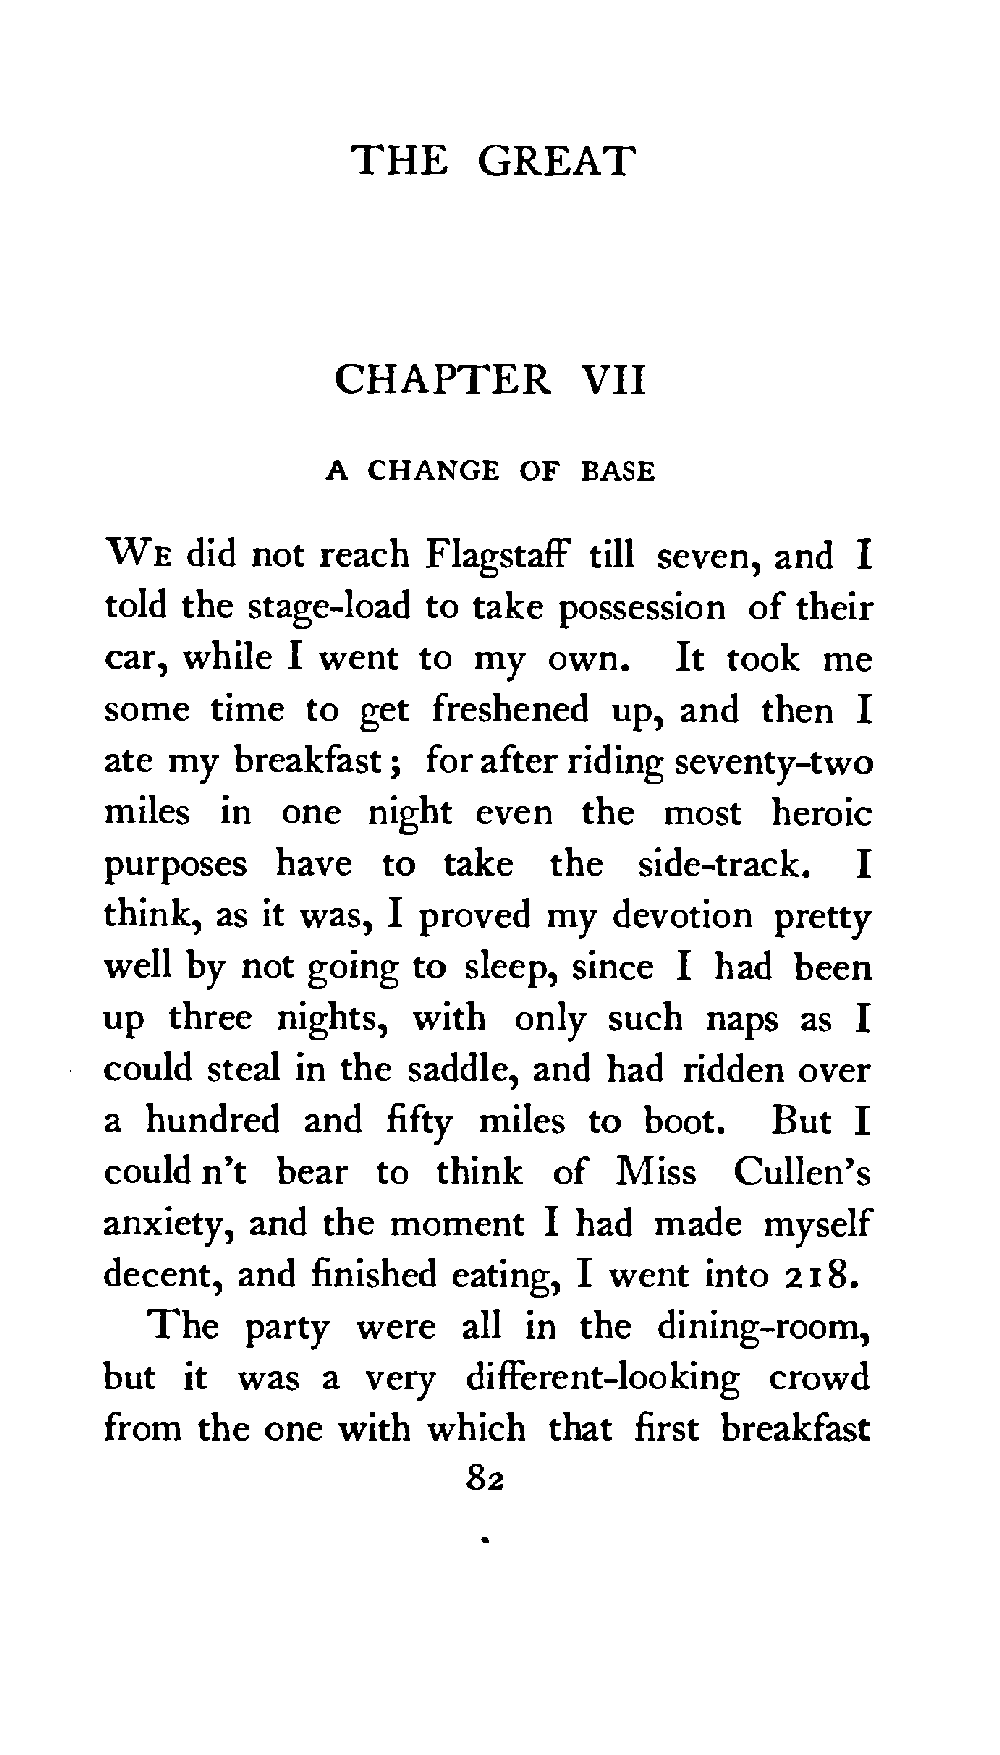 THE GREAT
CHAPTER VII
A CHANGE OF BASE
WE did not reach Flagstaff till seven, and I
told the stage-load to take possession of their
car, while I went to my own. It took me
some time to get freshened up, and then I
ate my breakfast ; for after riding seventy-two
miles in one night even the most heroic
purposes have to take the side-track. I
think, as it was, I proved my devotion pretty
well by not going to sleep, since I had been
up three nights, with only such naps as I
could steal in the saddle, and had ridden over
a hundred and fifty miles to boot. But I
could n't bear to think of Miss Cullen's
anxiety, and the moment I had made myself
decent, and finished eating, I went into 218.
The party were all in the dining-room,
but it was a very different-looking crowd
from the one with which that first breakfast
82